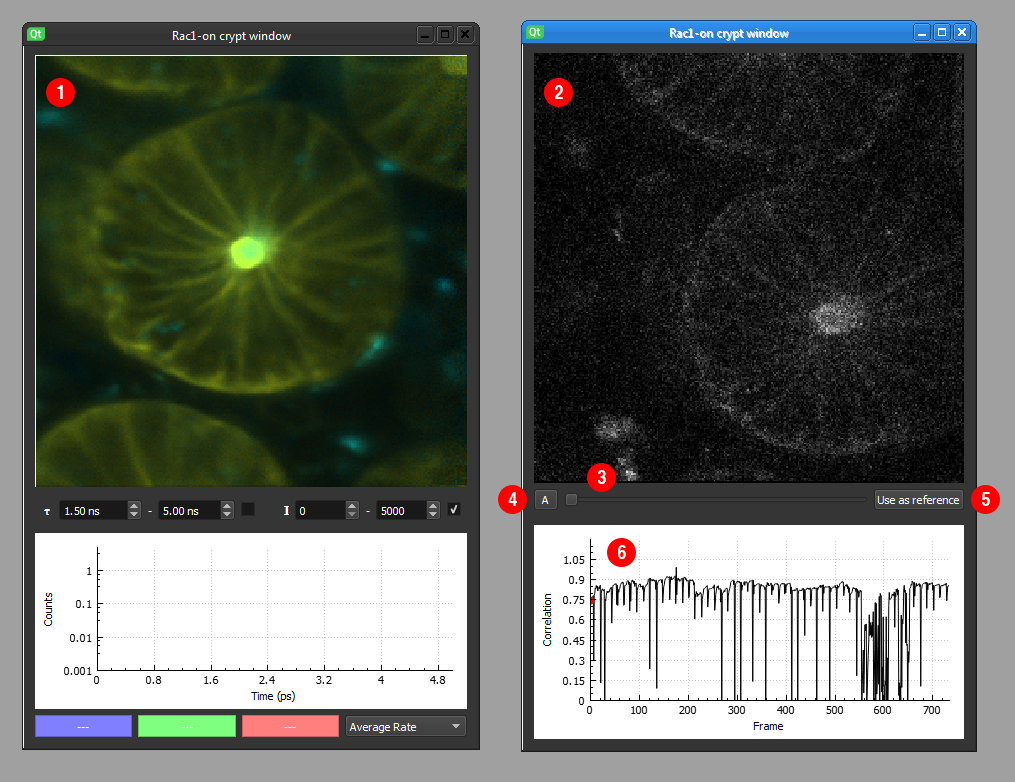 Qt Rac1-on crypt window
1
τ 1.50 ns - 5.00 ns I 0 - 5000 ✓
Counts
1
0.1
0.01
0.001
0 0.8 1.6 2.4 3.2 4 4.8
Time (ps)
--- --- --- Average Rate
Qt Rac1-on crypt window
2
3
4 A Use as reference 5
6
Correlation
1.05
0.9
0.75
0.6
0.45
0.3
0.15
0
0 100 200 300 400 500 600 700
Frame